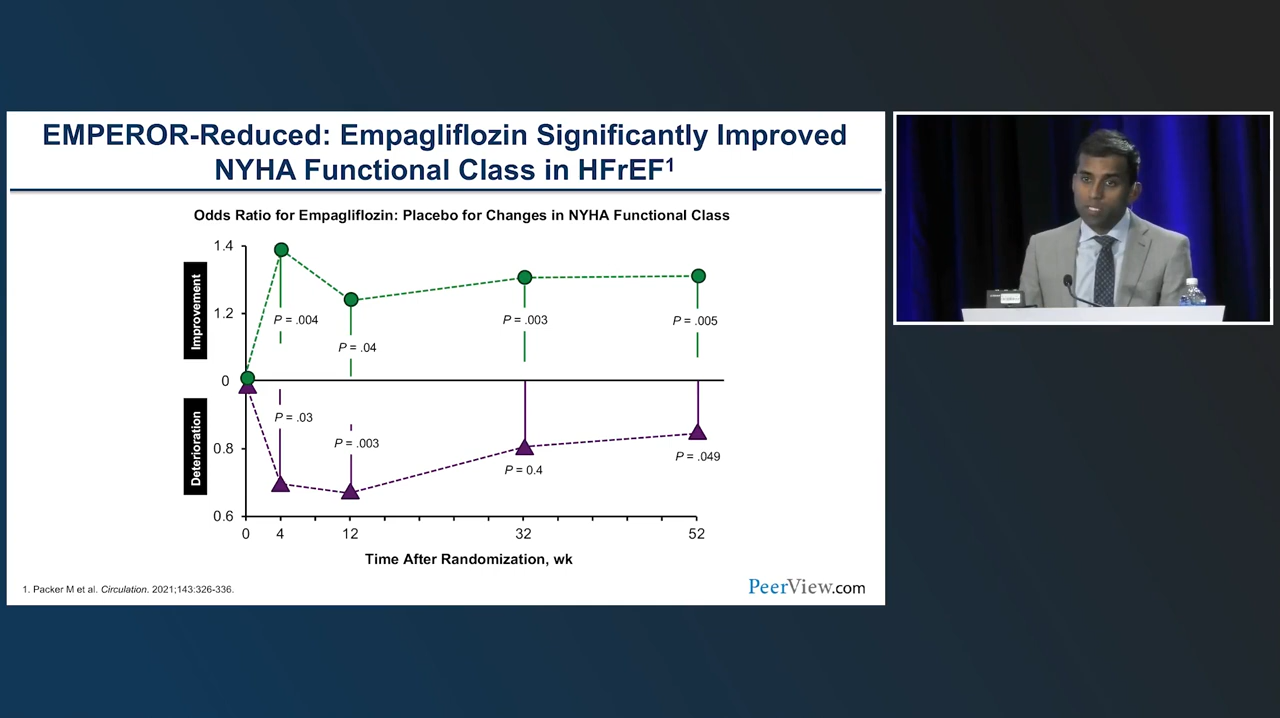 EMPEROR-Reduced: Empagliflozin Significantly Improved
NYHA Functional Class in HFrEF1
Odds Ratio for Empagliflozin: Placebo for Changes in NYHA Functional Class
1.4
Improvement
P = .004
1.2
P = .003
P = .005
P = .04
0
Deterioration
P = .03
P = .003
0.8
P = .049
P = 0.4
0.6
0
4
12
32
52
Time After Randomization, wk
1. Packer M et al. Circulation. 2021;143:326-336.
PeerView.com